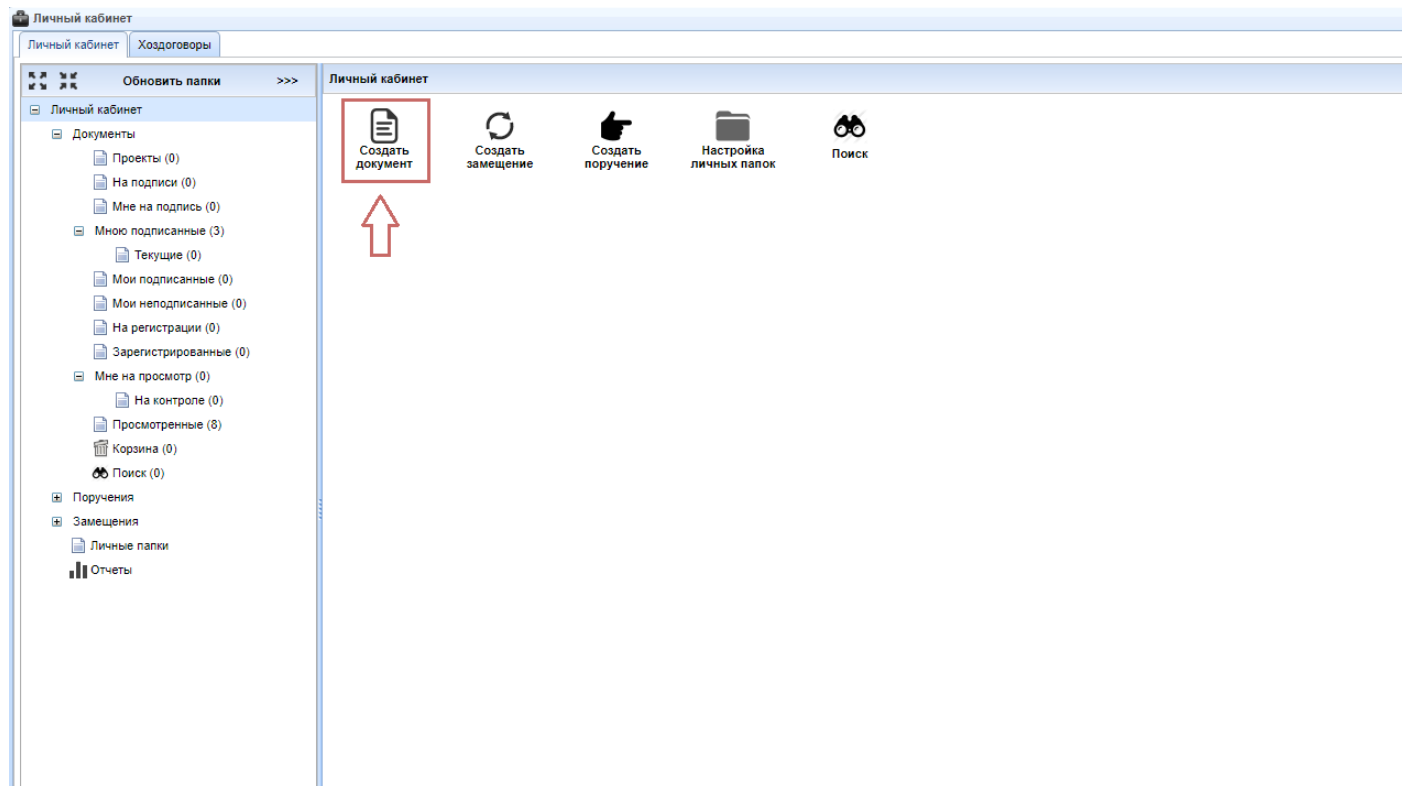 Личный кабинет
Личный кабинет
Хоздоговоры
Обновить папки
>>>
Личный кабинет
Документы
Проекты (0)
На подписи (0)
Мне на подпись (0)
Мною подписанные (3)
Текущие (0)
Мои подписанные (0)
Мои неподписанные (0)
На регистрации (0)
Зарегистрированные (0)
Мне на просмотр (0)
На контроле (0)
Просмотренные (8)
Корзина (0)
Поиск (0)
Поручения
Замещения
Личные папки
Отчеты
Личный кабинет
Создать
документ
Создать
замещение
Создать
поручение
Настройка
личных папок
Поиск